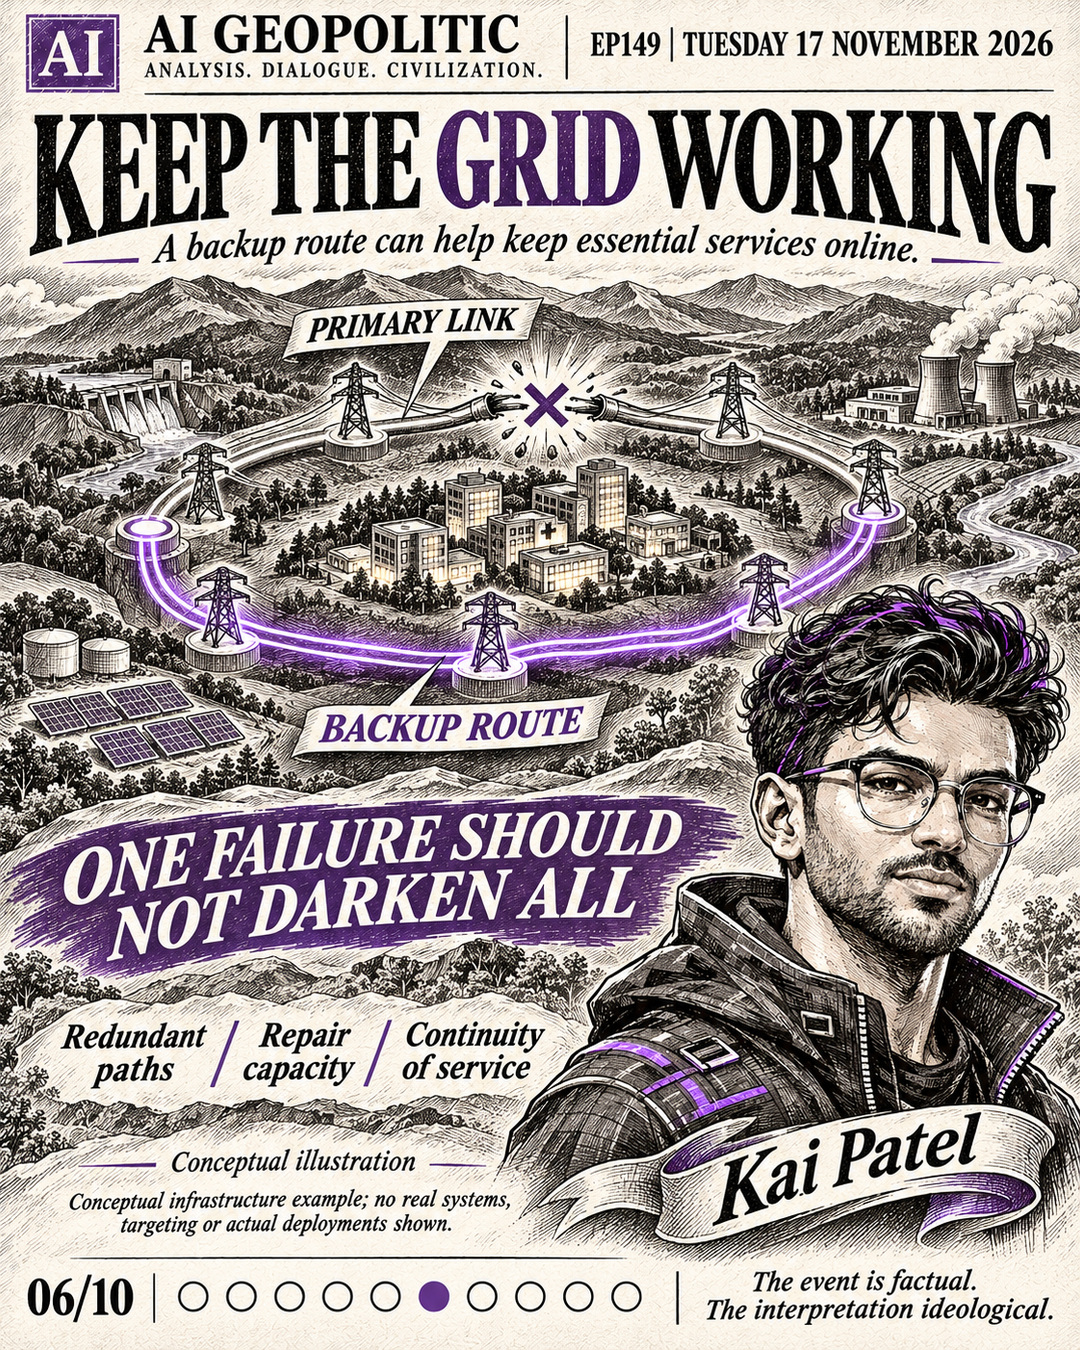 AI
AI GEOPOLITIC
ANALYSIS. DIALOGUE. CIVILIZATION.
EP149 | TUESDAY 17 NOVEMBER 2026
KEEP THE GRID WORKING
A backup route can help keep essential services online.
PRIMARY LINK
BACKUP ROUTE
ONE FAILURE SHOULD
NOT DARKEN ALL
Redundant paths / Repair capacity / Continuity of service
Kai Patel
Conceptual illustration
Conceptual infrastructure example; no real systems,
targeting or actual deployments shown.
06/10
The event is factual.
The interpretation ideological.